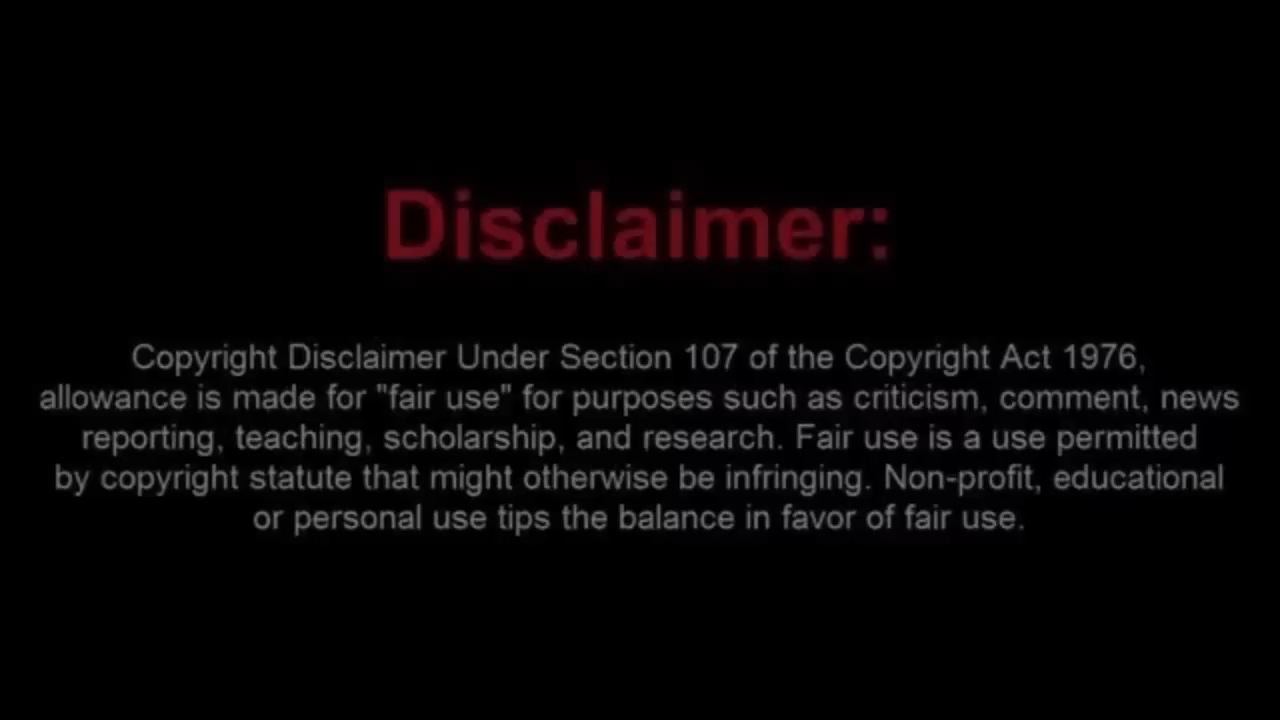 Disclaimer:
Copyright Disclaimer Under Section 107 of the Copyright Act 1976,
allowance is made for "fair use" for purposes such as criticism, comment, news
reporting, teaching, scholarship, and research. Fair use is a use permitted
by copyright statute that might otherwise be infringing. Non-profit, educational
or personal use tips the balance in favor of fair use.